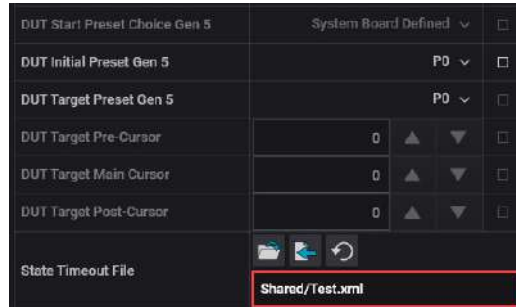 DUT Start Preset Choice Gen 5 System Board Defined
DUT Initial Preset Gen 5 P0
DUT Target Preset Gen 5 P0
DUT Target Pre-Cursor 0
DUT Target Main Cursor 0
DUT Target Post-Cursor 0
State Timeout File
Shared/Test.xml